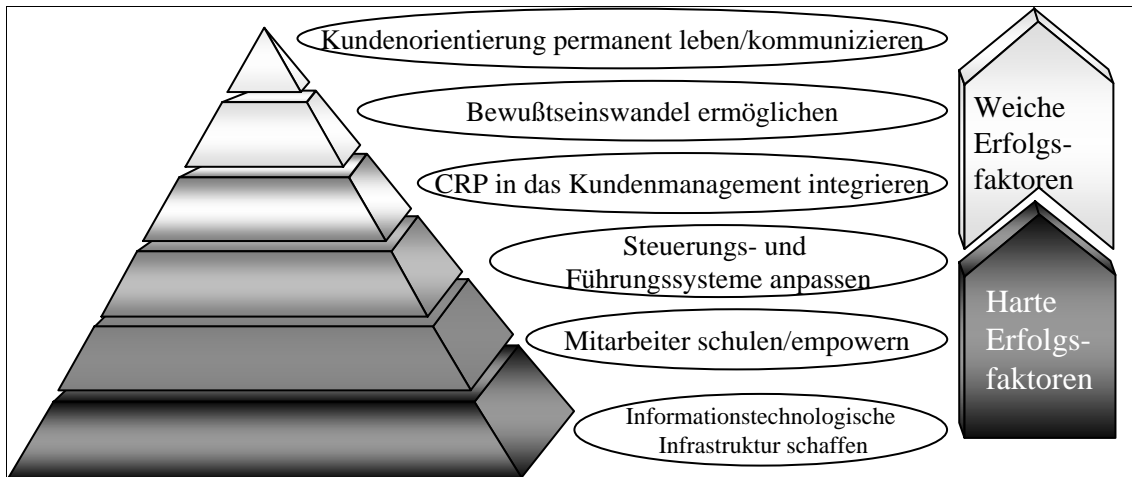 Kundenorientierung permanent leben/kommunizieren
Bewußtseinswandel ermöglichen
CRP in das Kundenmanagement integrieren
Steuerungs- und
Führungssysteme anpassen
Mitarbeiter schulen/empowern
Informationstechnologische
Infrastruktur schaffen
Weiche
Erfolgs-
faktoren
Harte
Erfolgs-
faktoren